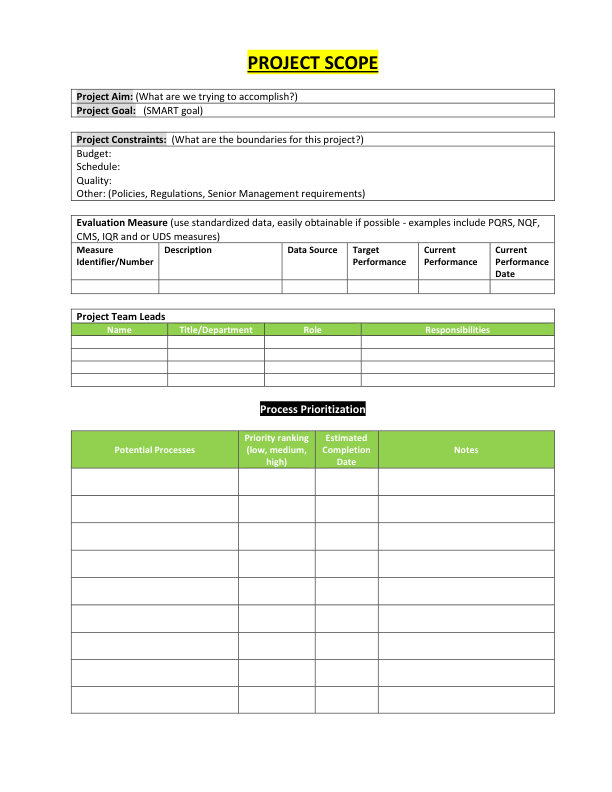 PROJECT SCOPE
Project Aim: (What are we trying to accomplish?)
Project Goal: (SMART goal)
Project Constraints: (What are the boundaries for this project?)
Budget:
Schedule:
Quality:
Other: (Policies, Regulations, Senior Management requirements)
Evaluation Measure (use standardized data, easily obtainable if possible - examples include PQRS, NQF,
CMS, IQR and or UDS measures)
Measure Identifier/Number Description Data Source Target Performance Current Performance Current Performance Date
Project Team Leads
Name Title/Department Role Responsibilities
Process Prioritization
Potential Processes Priority ranking (low, medium, high) Estimated Completion Date Notes